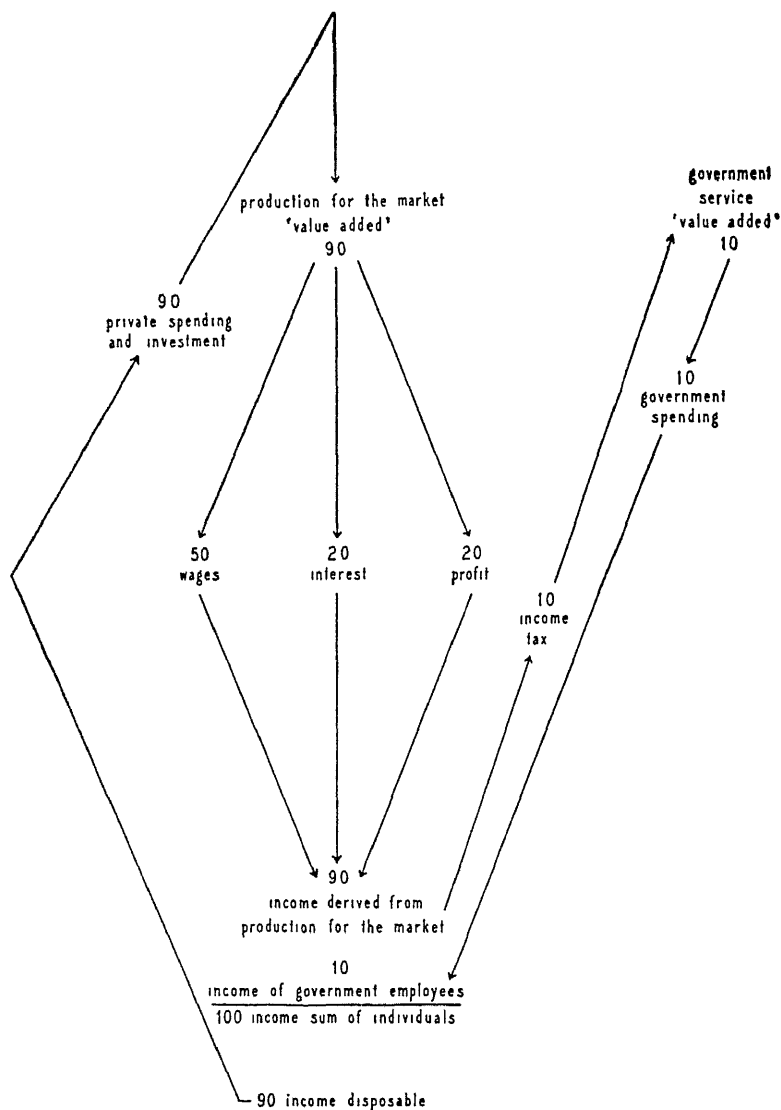 production for the market
'value added'
90
government
service
'value added'
10
90
private spending
and investment
10
government
spending
50
wages
20
interest
20
profit
10
income
tax
90
income derived from
production for the market
10
income of government employees
100 income sum of individuals
90 income disposable